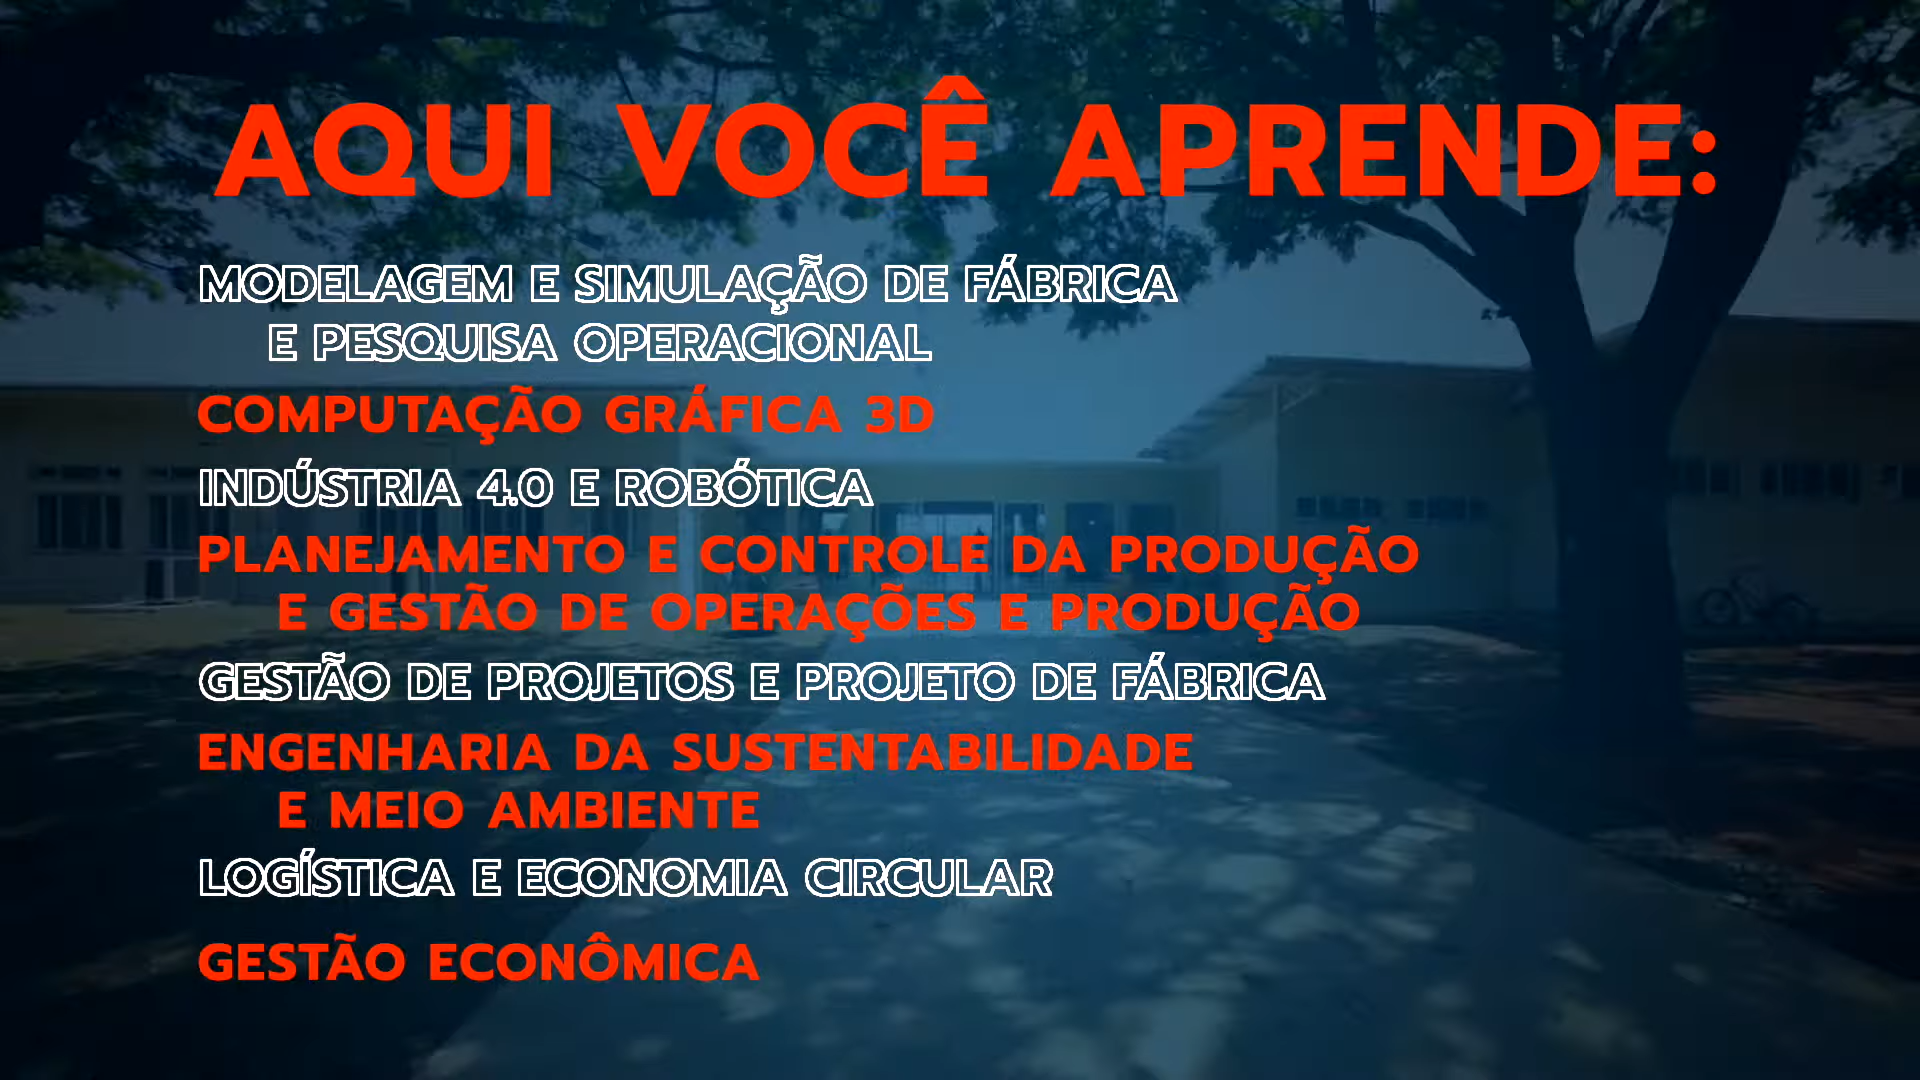 AQUI VOCÊ APRENDE:
MODELAGEM E SIMULAÇÃO DE FÁBRICA
E PESQUISA OPERACIONAL
COMPUTAÇÃO GRÁFICA 3D
INDÚSTRIA 4.0 E ROBÓTICA
PLANEJAMENTO E CONTROLE DA PRODUÇÃO
E GESTÃO DE OPERAÇÕES E PRODUÇÃO
GESTÃO DE PROJETOS E PROJETO DE FÁBRICA
ENGENHARIA DA SUSTENTABILIDADE
E MEIO AMBIENTE
LOGÍSTICA E ECONOMIA CIRCULAR
GESTÃO ECONÔMICA